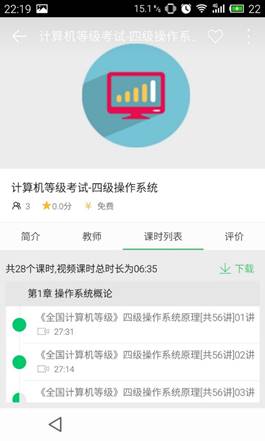 22:19
15.1%
22
计算机等级考试-四级操作系...
计算机等级考试-四级操作系统
3
0.0分
¥ 免费
简介
教师
课时列表
评价
共28个课时,视频课时总时长为06:35
下载
第1章 操作系统概论
《全国计算机等级》四级操作系统原理[共56讲]01讲
27:31
《全国计算机等级》四级操作系统原理[共56讲]02讲
27:14
《全国计算机等级》四级操作系统原理[共56讲]03讲